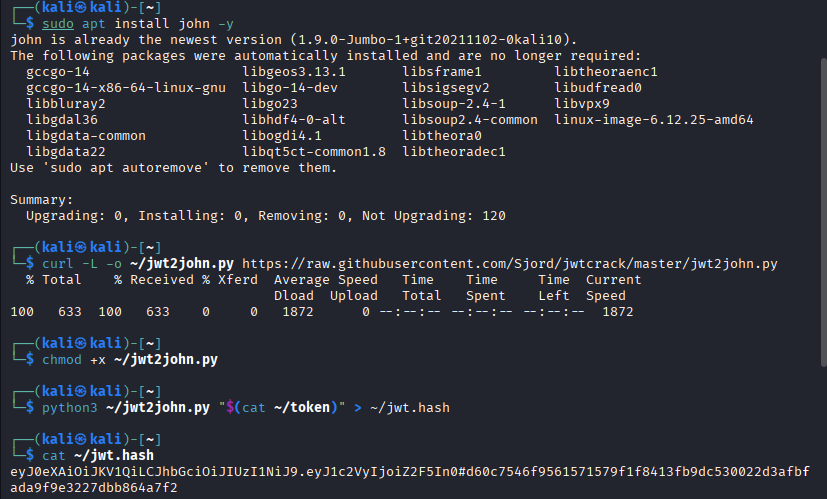 ┌──(kali㉿kali)-[~]
└─$ sudo apt install john -y
john is already the newest version (1.9.0-Jumbo-1+git20211102-0kali10).
The following packages were automatically installed and are no longer required:
  gccgo-14                   libgeos3.13.1      libsframe1          libtheoraenc1
  gccgo-14-x86-64-linux-gnu  libgo-14-dev       libsigsegv2         libudfread0
  libbluray2                 libgo23            libsoup-2.4-1       libvpx9
  libgdal36                  libhdf4-0-alt      libsoup2.4-common   linux-image-6.12.25-amd64
  libgdata-common            libogdi4.1         libtheora0
  libgdata22                 libqt5ct-common1.8 libtheoradec1
Use 'sudo apt autoremove' to remove them.

Summary:
  Upgrading: 0, Installing: 0, Removing: 0, Not Upgrading: 120

┌──(kali㉿kali)-[~]
└─$ curl -L -o ~/jwt2john.py https://raw.githubusercontent.com/Sjord/jwtcrack/master/jwt2john.py
  % Total    % Received % Xferd  Average Speed   Time    Time     Time  Current
                                 Dload  Upload   Total   Spent    Left  Speed
100   633  100   633    0     0   1872      0 --:--:-- --:--:-- --:--:--  1872

┌──(kali㉿kali)-[~]
└─$ chmod +x ~/jwt2john.py

┌──(kali㉿kali)-[~]
└─$ python3 ~/jwt2john.py "$(cat ~/token)" > ~/jwt.hash

┌──(kali㉿kali)-[~]
└─$ cat ~/jwt.hash
eyJ0eXAiOiJKV1QiLCJhbGciOiJIUzI1NiJ9.eyJ1c2VyIjoiZ2F5In0#d60c7546f9561571579f1f8413fb9dc530022d3afbf
ada9f9e3227dbb864a7f2